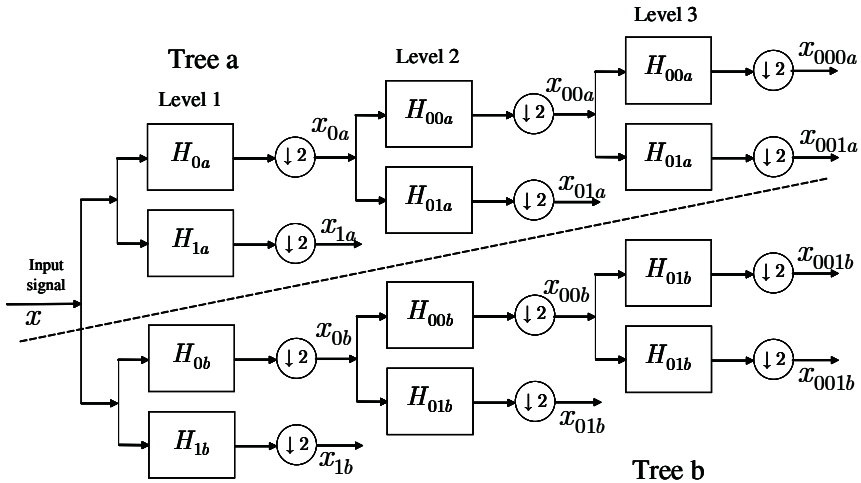 Tree a
Level 1
Level 2
Level 3
H0a
↓2
x0a
H1a
↓2
x1a
H00a
↓2
x00a
H01a
↓2
x01a
H00a
↓2
x000a
H01a
↓2
x001a
Input
signal
x
H0b
↓2
x0b
H1b
↓2
x1b
H00b
↓2
x00b
H01b
↓2
x01b
H01b
↓2
x001b
H01b
↓2
x001b
Tree b